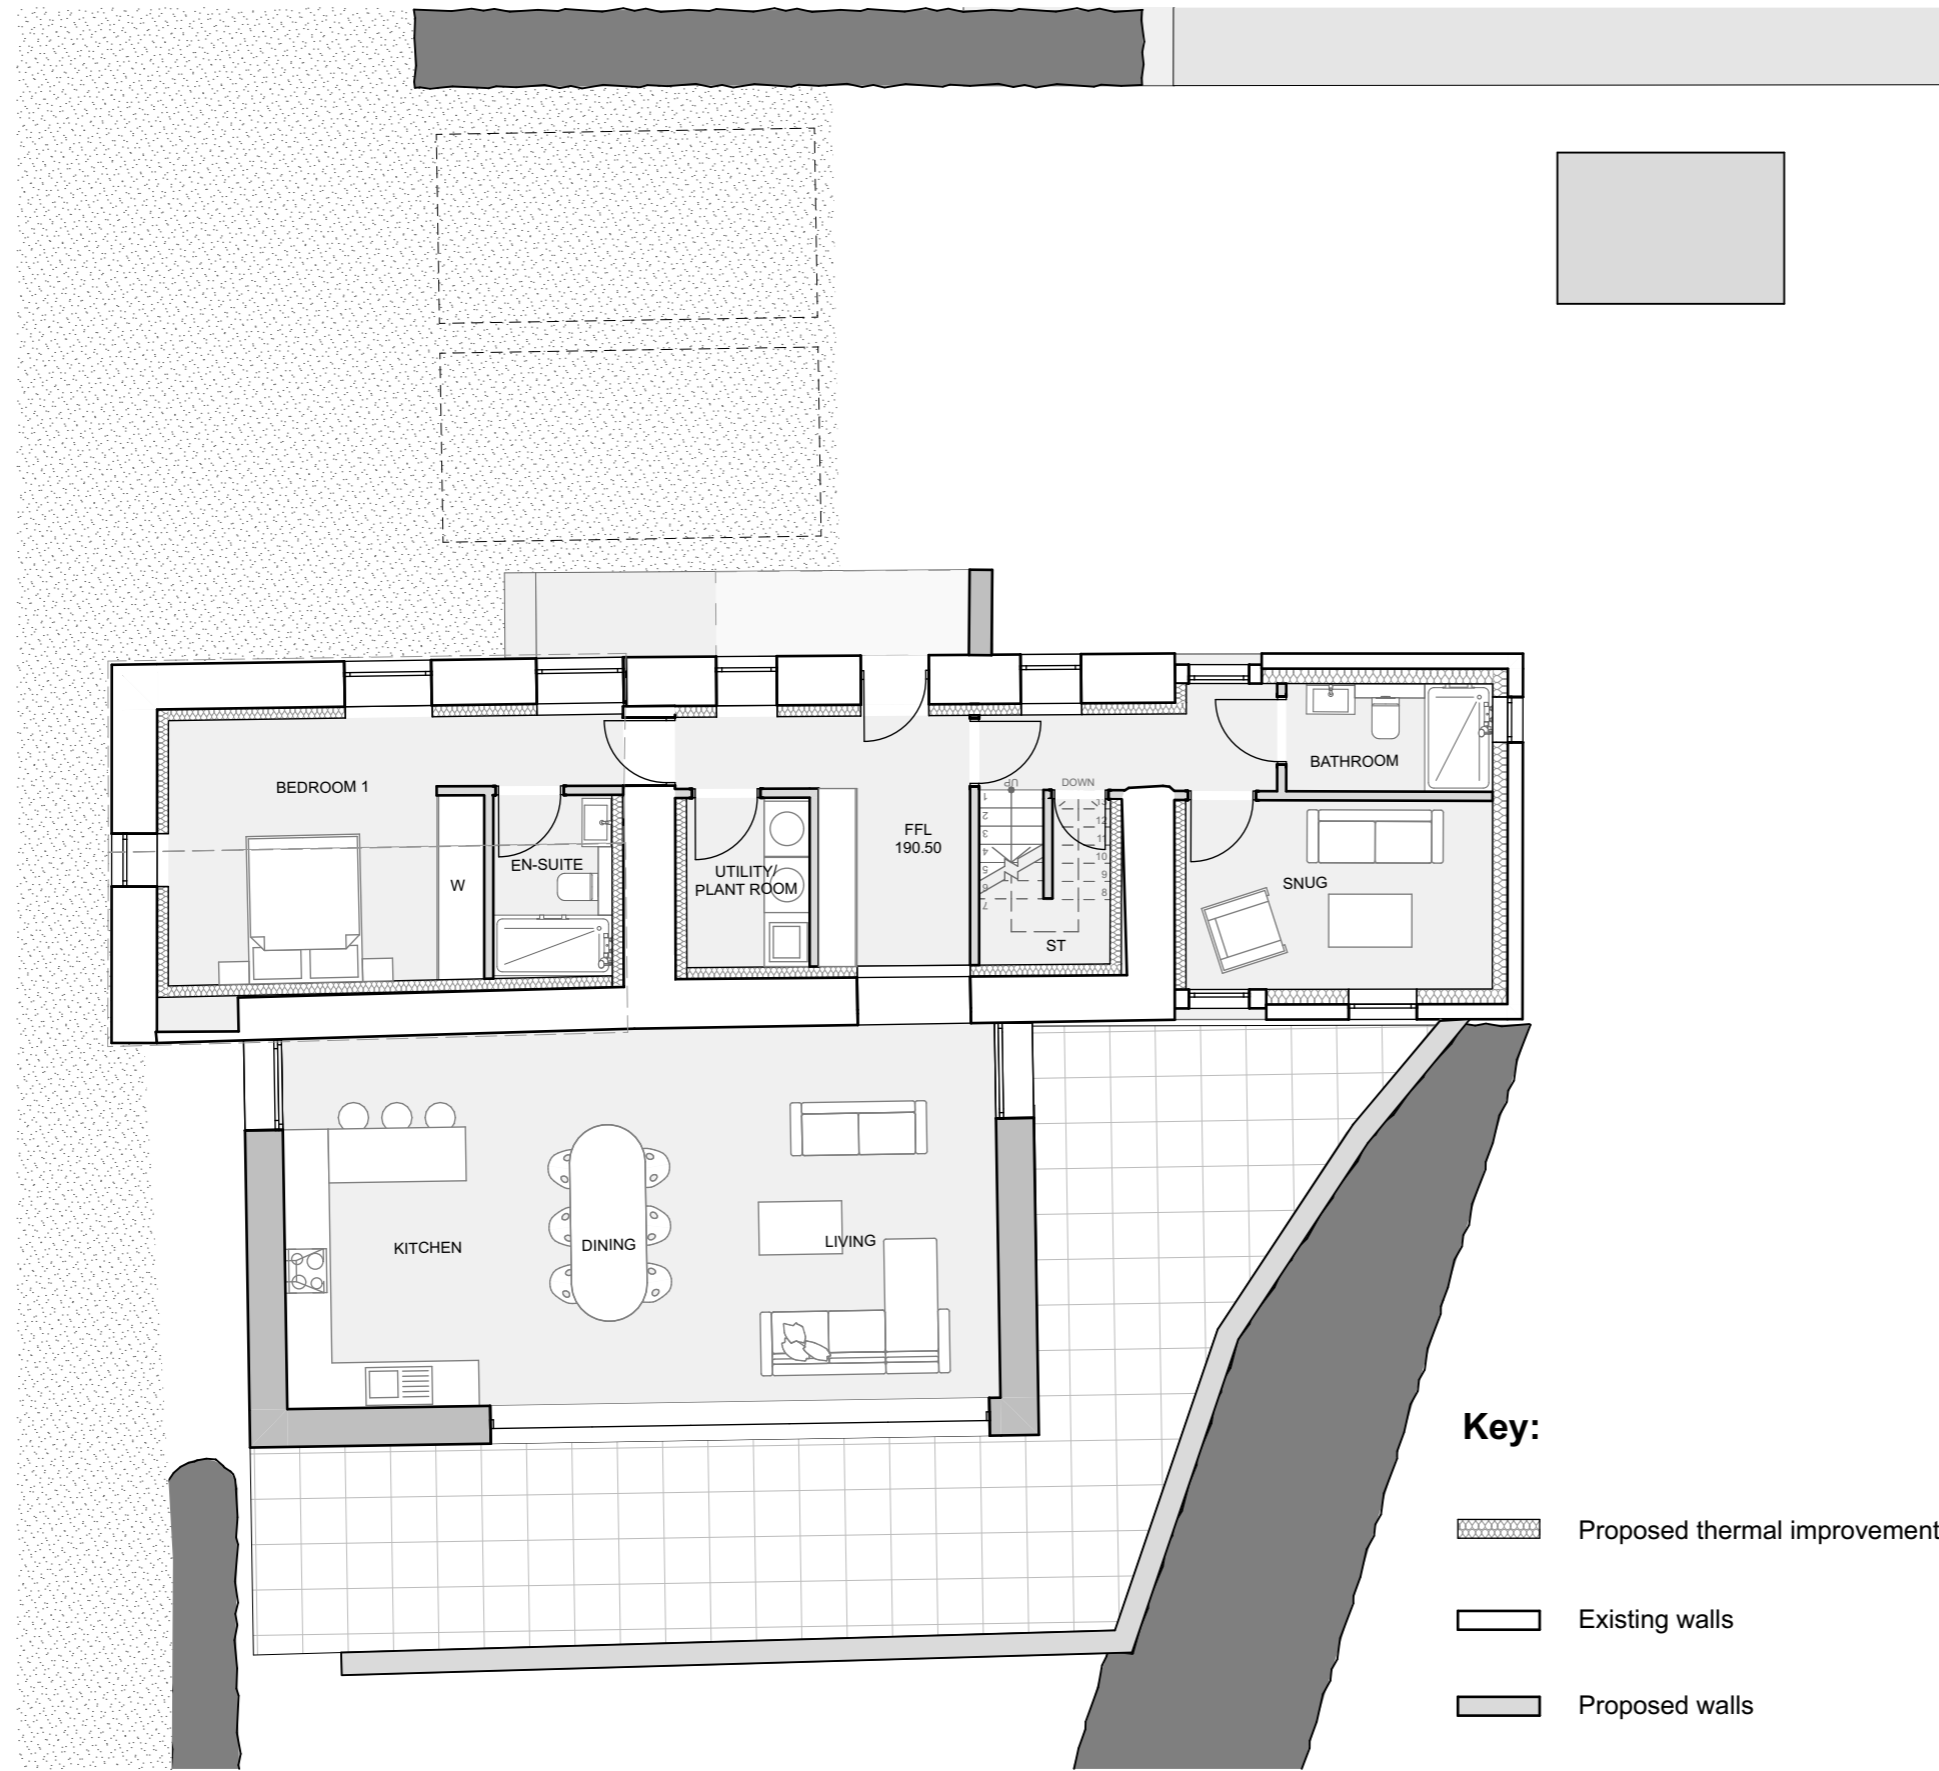 UP
DOWN
1
2
3
4
5
6
7
13
12
11
10
9
8
BATHROOM
BEDROOM 1
FFL
190.50
EN-SUITE
W
UTILITY/
PLANT ROOM
SNUG
ST
KITCHEN
DINING
LIVING
Key:
Proposed thermal improvement
Existing walls
Proposed walls